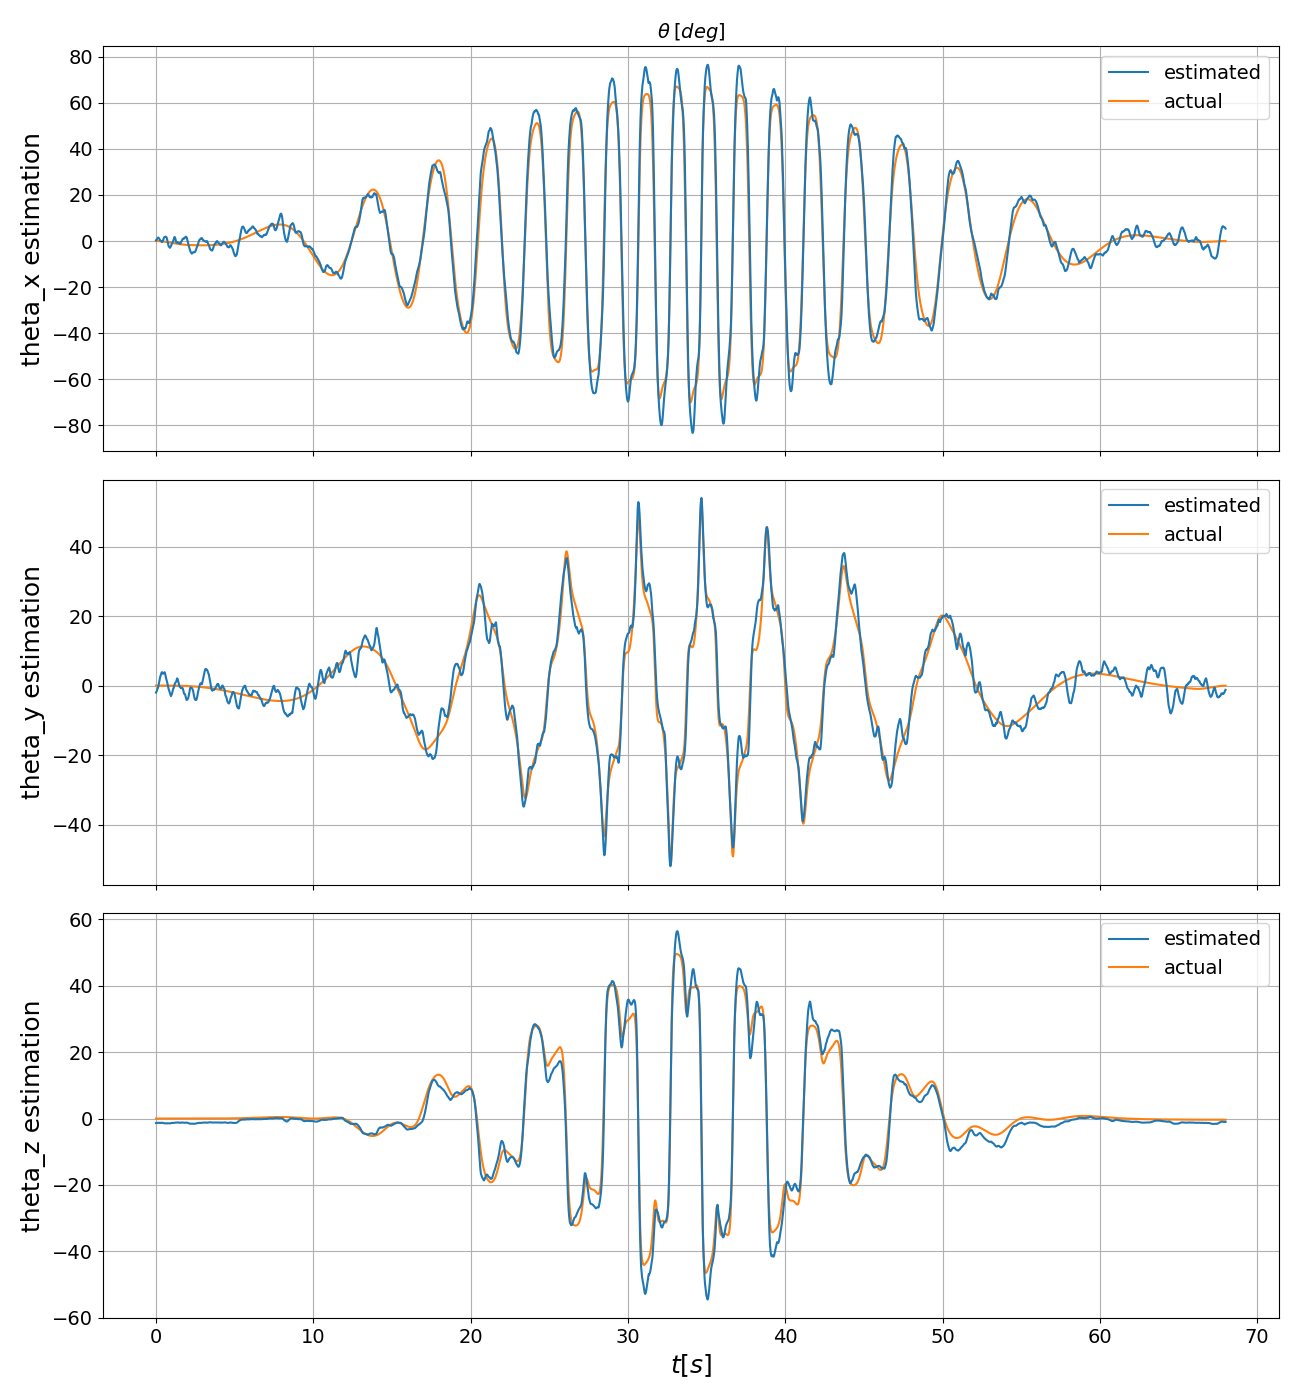 θ [deg]
theta_x estimation
80
60
40
20
0
−20
−40
−60
−80
estimated
actual
theta_y estimation
40
20
0
−20
−40
estimated
actual
theta_z estimation
60
40
20
0
−20
−40
−60
estimated
actual
0 10 20 30 40 50 60 70
t[s]